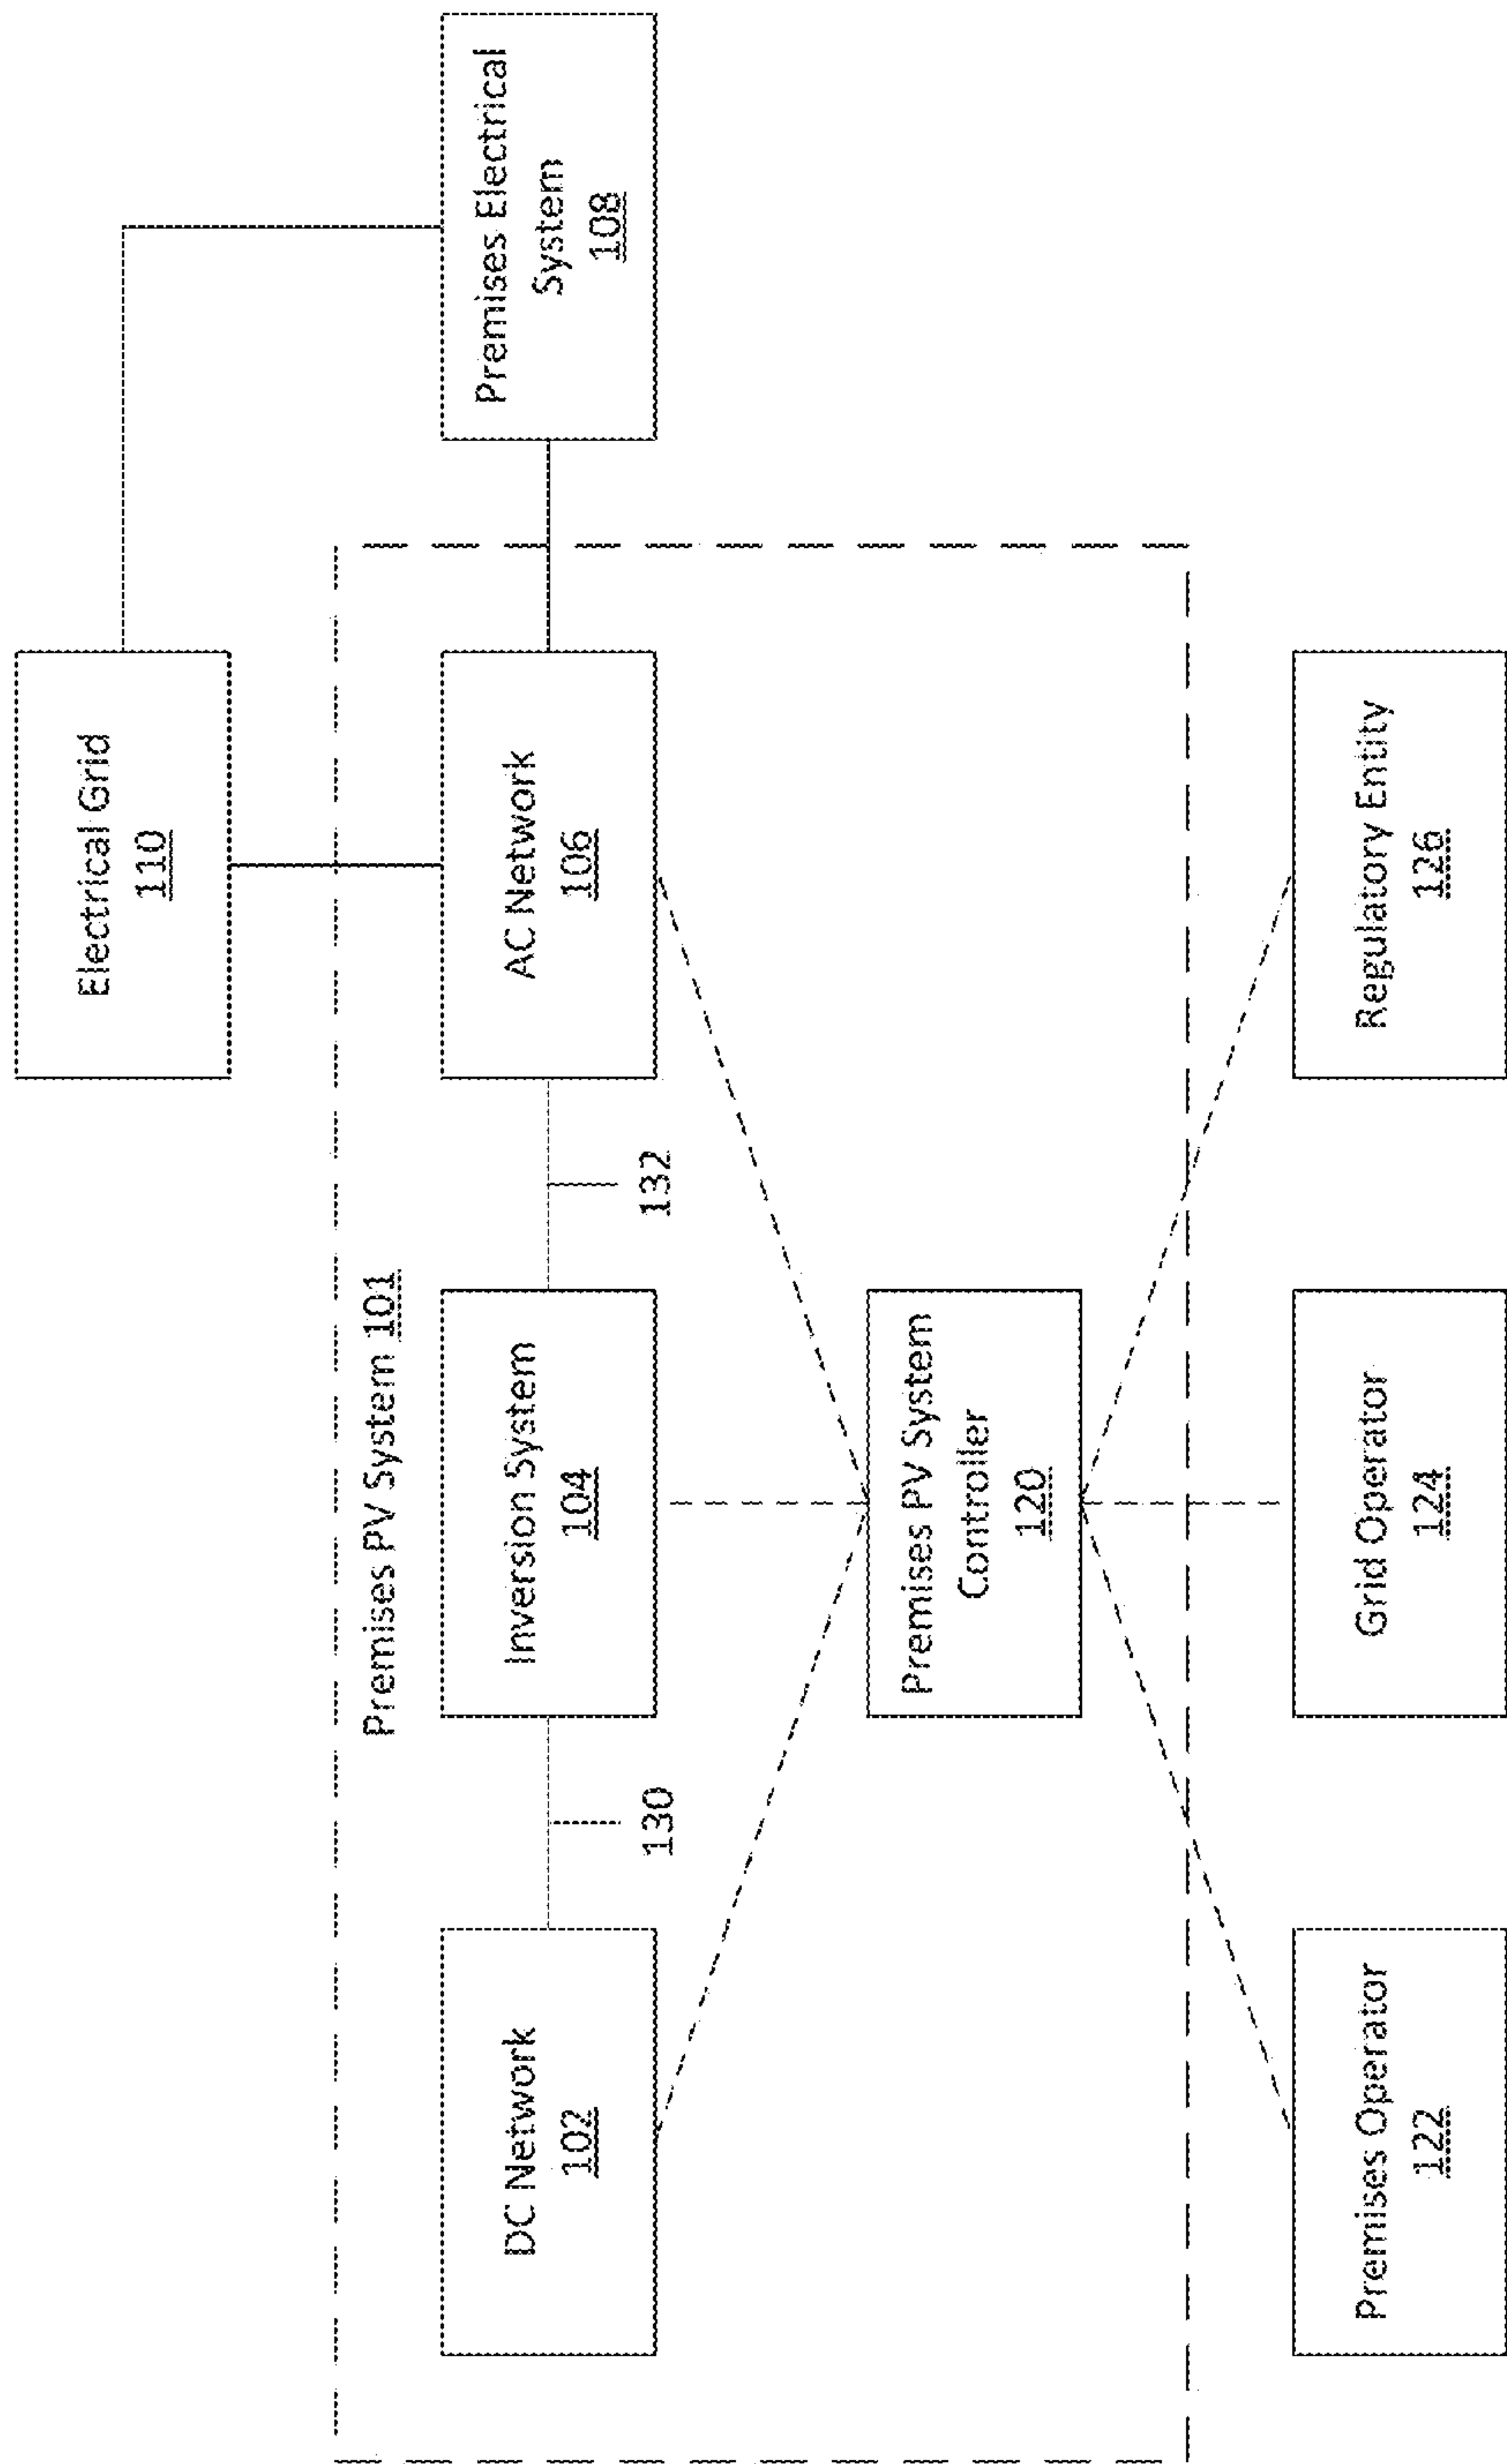 Electrical Grid
110
Premises PV System 101
DC Network
102
130
Inversion System
104
132
AC Network
106
Premises Electrical
System
108
Premises PV System
Controller
120
Premises Operator
122
Grid Operator
124
Regulatory Entity
126